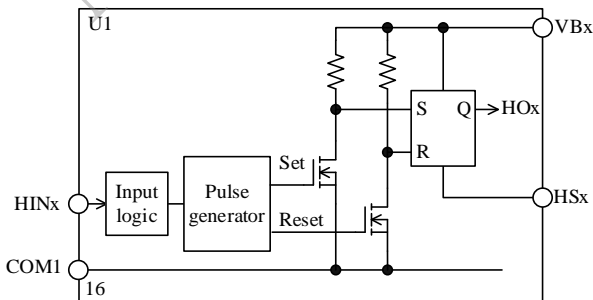 U1
VBx
S Q HOx
R
Set
HINx
Input
logic
Pulse
generator
Reset
HSx
COM1
16